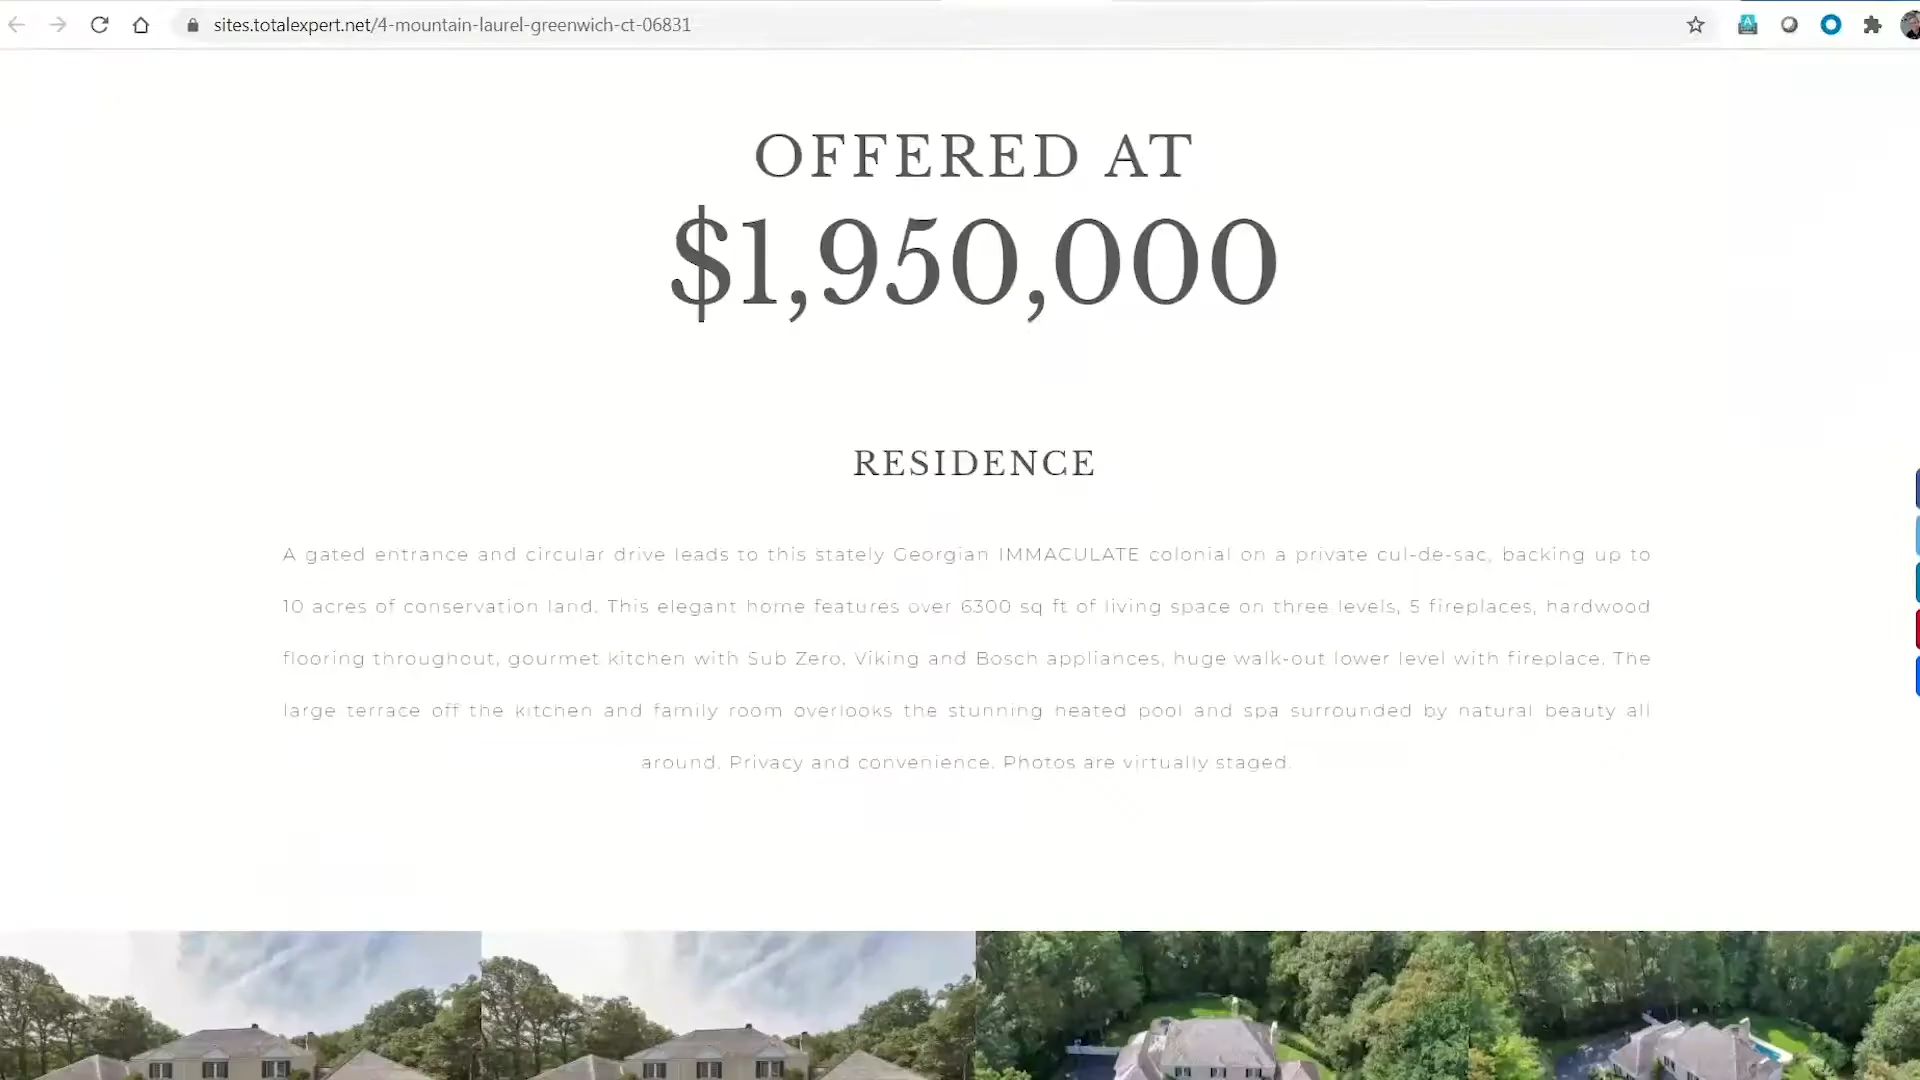 sites.totalexpert.net/4-mountain-laurel-greenwich-ct-06831
OFFERED AT
$1,950,000
RESIDENCE
A gated entrance and circular drive leads to this stately Georgian IMMACULATE colonial on a private cul-de-sac, backing up to
10 acres of conservation land. This elegant home features over 6300 sq ft of living space on three levels, 5 fireplaces, hardwood
flooring throughout, gourmet kitchen with Sub Zero, Viking and Bosch appliances, huge walk-out lower level with fireplace. The
large terrace off the kitchen and family room overlooks the stunning heated pool and spa surrounded by natural beauty all
around. Privacy and convenience. Photos are virtually staged.